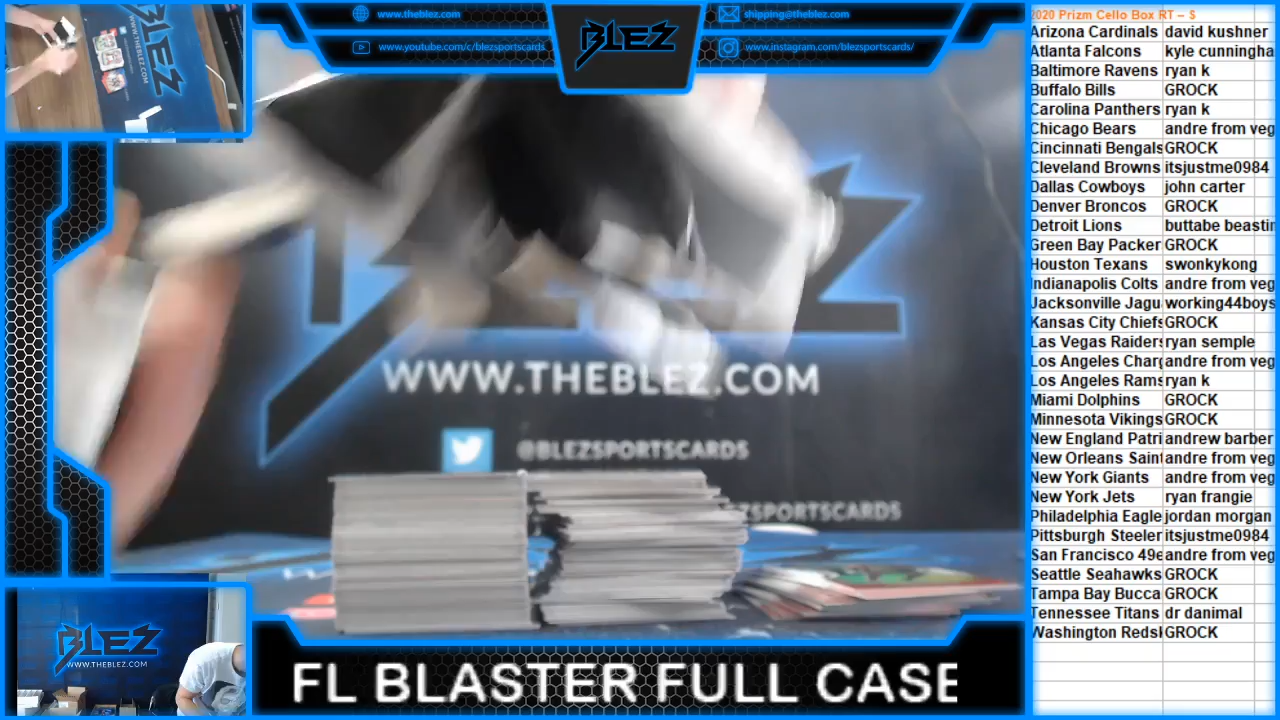 www.theblez.com
shipping@theblez.com
www.youtube.com/c/blezsportscards
www.instagram.com/blezsportscards/
BLEZ
BLEZ
WWW.THEBLEZ.COM
@BLEZSPORTSCARDS
ZSPORTSCARDS
BLEZ
WWW.THEBLEZ.COM
FL BLASTER FULL CASE
2020 Prizm Cello Box RT – $
Arizona Cardinals david kushner
Atlanta Falcons kyle cunningha
Baltimore Ravens ryan k
Buffalo Bills GROCK
Carolina Panthers ryan k
Chicago Bears andre from veg
Cincinnati Bengals GROCK
Cleveland Browns itsjustme0984
Dallas Cowboys john carter
Denver Broncos GROCK
Detroit Lions buttabe beastin
Green Bay Packer GROCK
Houston Texans swonkykong
Indianapolis Colts andre from veg
Jacksonville Jagu working44boys
Kansas City Chiefs GROCK
Las Vegas Raiders ryan semple
Los Angeles Charg andre from veg
Los Angeles Rams ryan k
Miami Dolphins GROCK
Minnesota Vikings GROCK
New England Patri andrew barber
New Orleans Saint andre from veg
New York Giants andre from veg
New York Jets ryan frangie
Philadelphia Eagle jordan morgan
Pittsburgh Steeler itsjustme0984
San Francisco 49e andre from veg
Seattle Seahawks GROCK
Tampa Bay Bucca GROCK
Tennessee Titans dr danimal
Washington Redsk GROCK